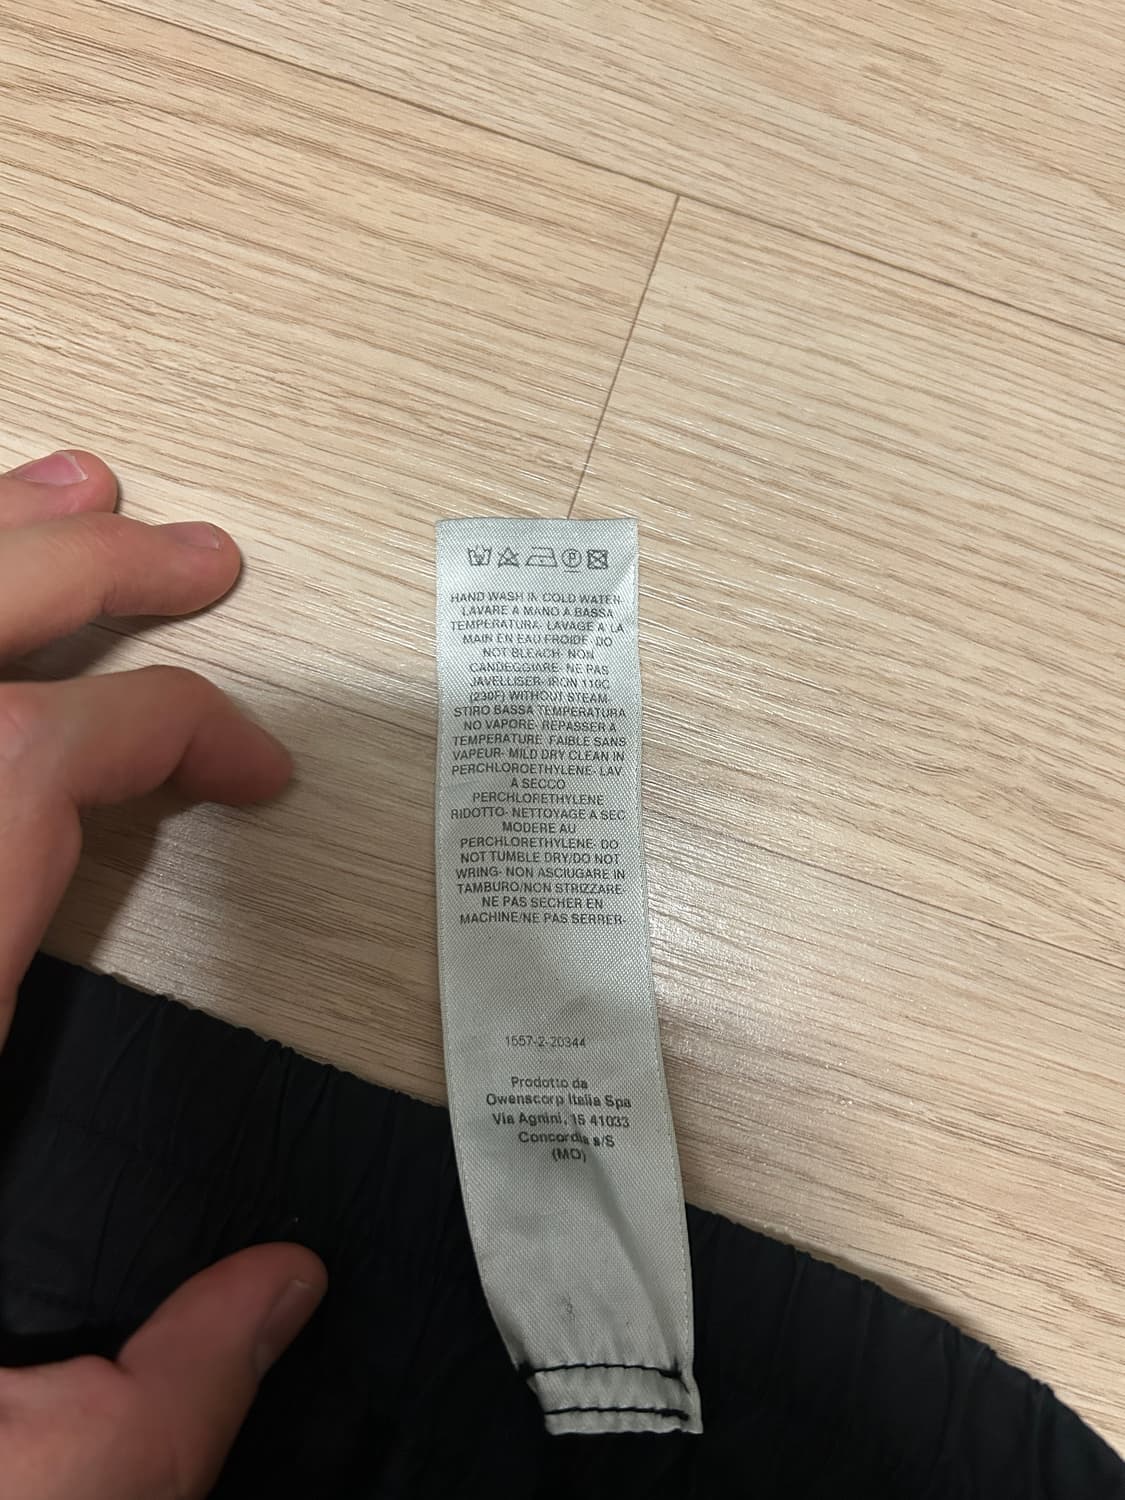 HAND WASH IN COLD WATER-
LAVARE A MANO A BASSA
TEMPERATURA- LAVAGE A LA
MAIN EN EAU FROIDE- DO
NOT BLEACH- NON
CANDEGGIARE- NE PAS
JAVELLISER- IRON 110C
(230F) WITHOUT STEAM-
STIRO BASSA TEMPERATURA
NO VAPORE- REPASSER A
TEMPERATURE FAIBLE SANS
VAPEUR- MILD DRY CLEAN IN
PERCHLOROETHYLENE- LAV
A SECCO
PERCHLORETHYLENE
RIDOTTO- NETTOYAGE A SEC
MODERE AU
PERCHLORETHYLENE- DO
NOT TUMBLE DRY/DO NOT
WRING- NON ASCIUGARE IN
TAMBURO/NON STRIZZARE-
NE PAS SECHER EN
MACHINE/NE PAS SERRER-
1557-2-20344
Prodotto da
Owenscorp Italia Spa
Via Agnini, 15 41033
Concordia s/S
(MO)